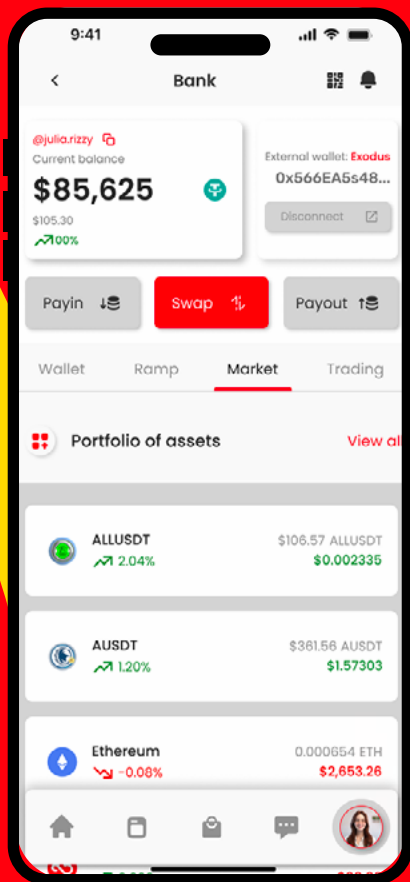 9:41
Bank
@julia.rizzy
Current balance
$85,625
$105.30
00%
External wallet: Exodus
0x566EA5s48...
Disconnect
Payin
Swap
Payout
Wallet Ramp Market Trading
Portfolio of assets
View all
ALLUSDT
2.04%
$106.57 ALLUSDT
$0.002335
AUSDT
1.20%
$361.56 AUSDT
$1.57303
Ethereum
-0.08%
0.000654 ETH
$2,653.26